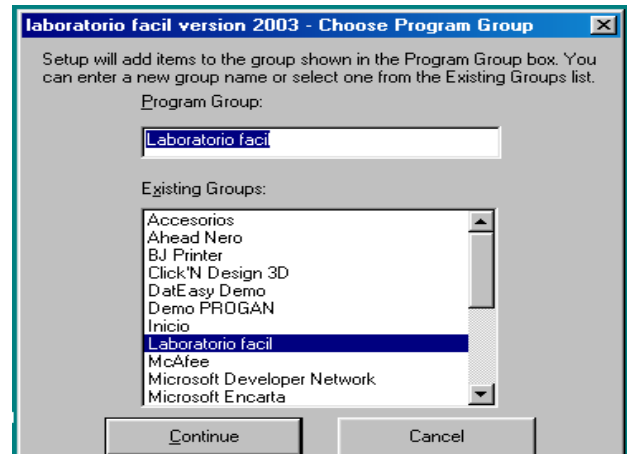 laboratorio facil version 2003 - Choose Program Group
Setup will add items to the group shown in the Program Group box. You
can enter a new group name or select one from the Existing Groups list.
Program Group:
Laboratorio facil
Existing Groups:
Accesorios
Ahead Nero
BJ Printer
Click'N Design 3D
DatEasy Demo
Demo PROGAN
Inicio
Laboratorio facil
McAfee
Microsoft Developer Network
Microsoft Encarta
Continue
Cancel